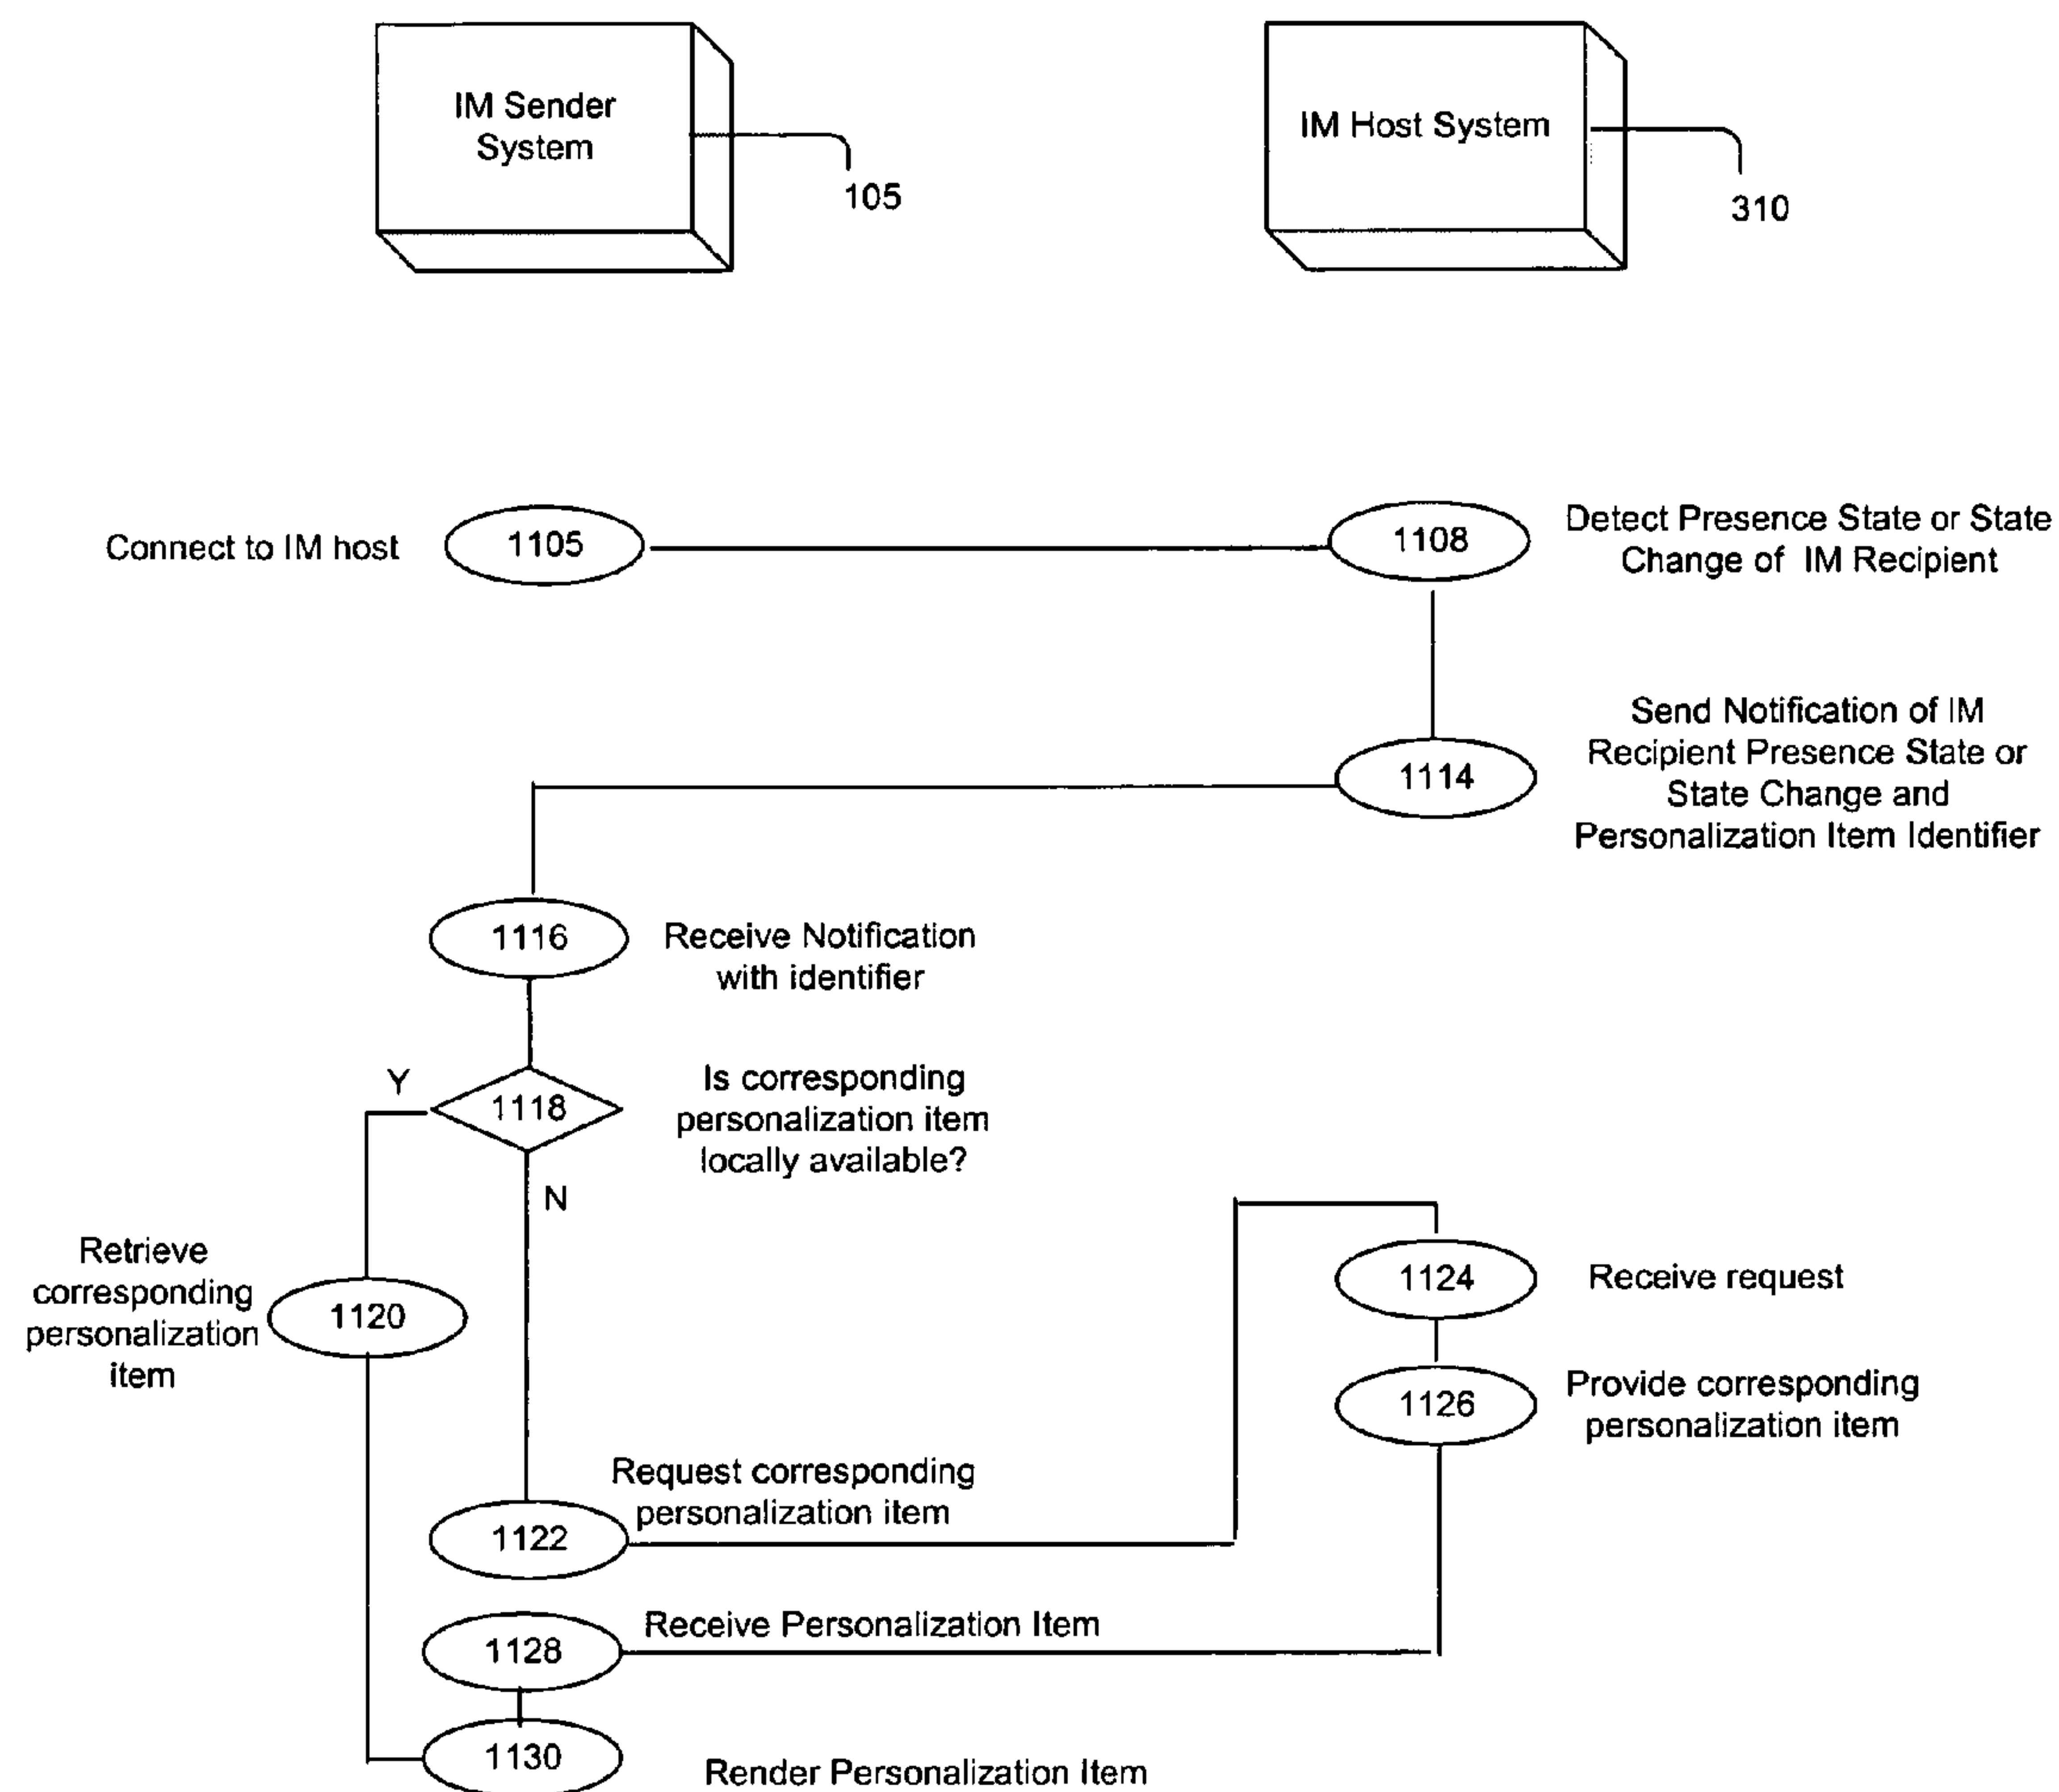 IM Sender
System
105
IM Host System
310
Connect to IM host
1105
1108
Detect Presence State or State
Change of IM Recipient
1114
Send Notification of IM
Recipient Presence State or
State Change and
Personalization Item Identifier
1116
Receive Notification
with identifier
Y
1118
Is corresponding
personalization item
locally available?
N
Retrieve
corresponding
personalization
item
1120
1124
Receive request
1126
Provide corresponding
personalization item
Request corresponding
personalization item
1122
1128
Receive Personalization Item
1130
Render Personalization Item